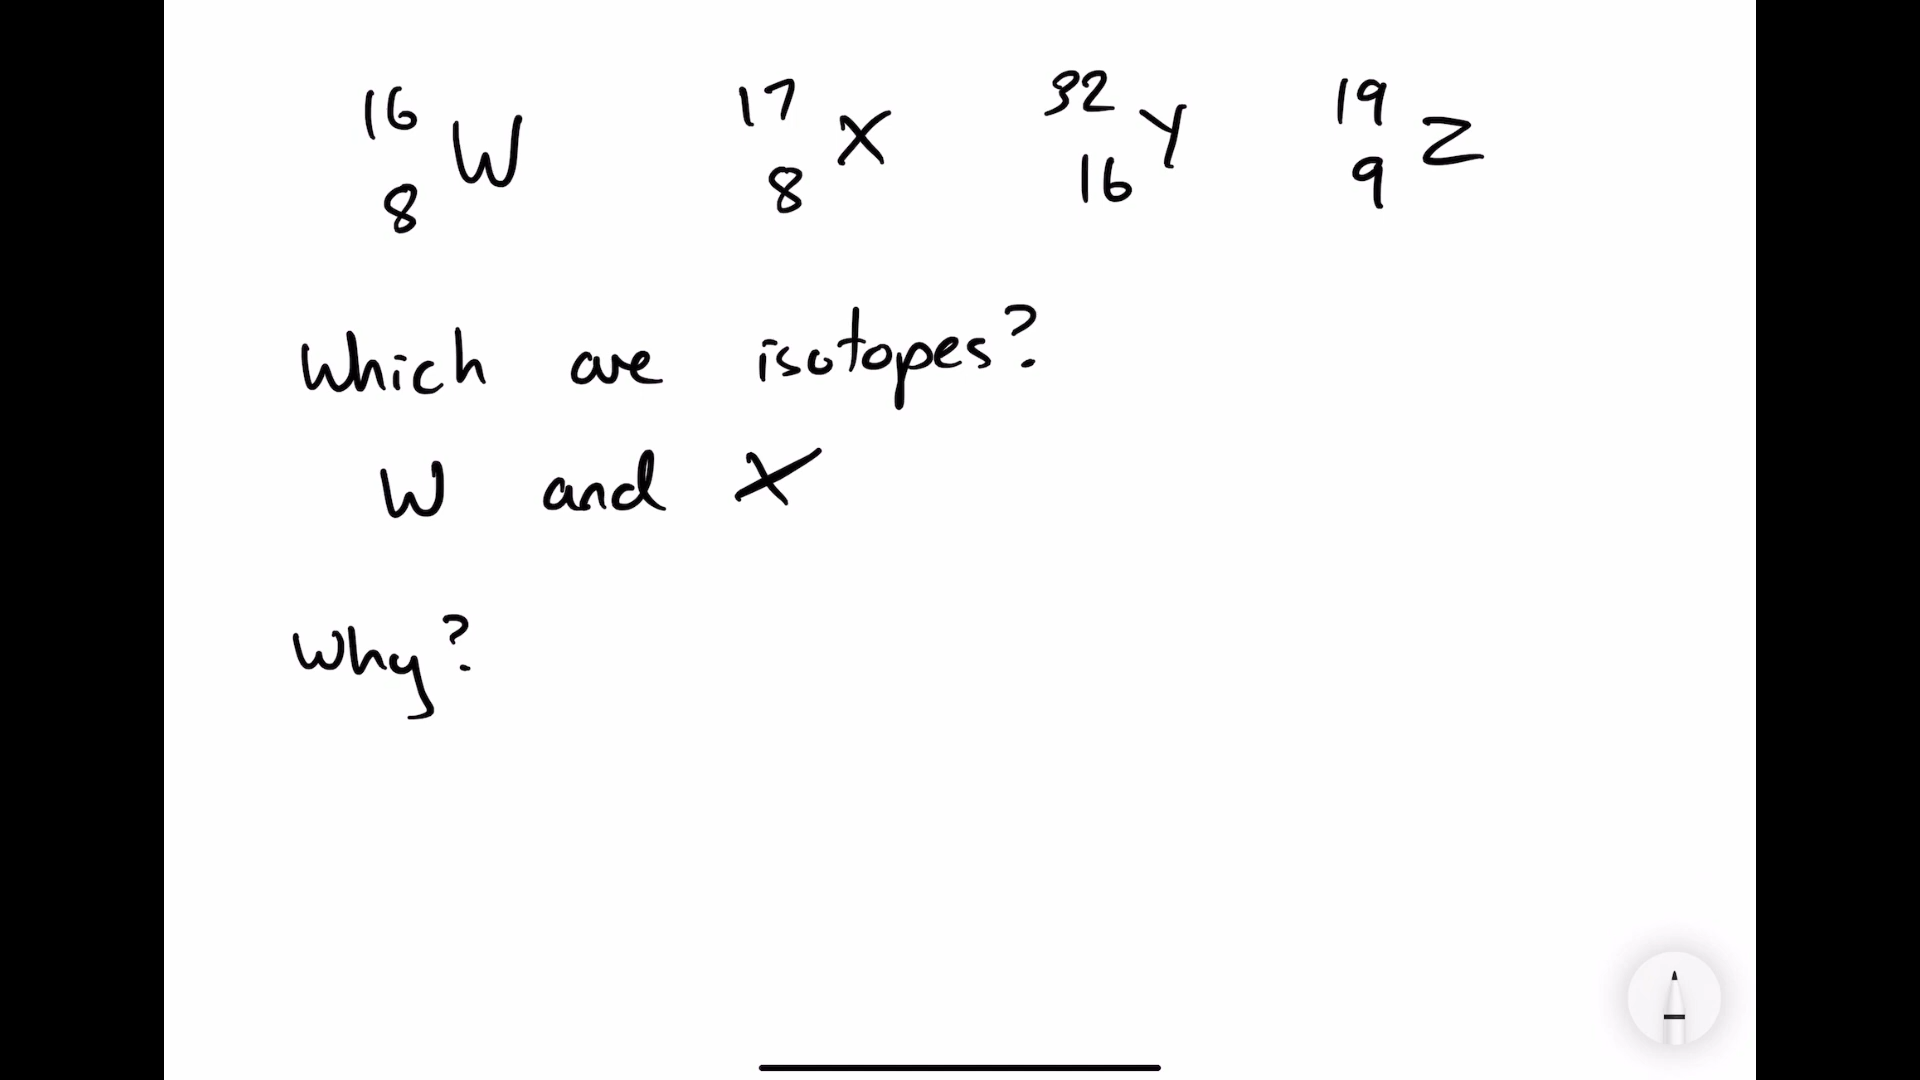 16 17 32 19
W X Y Z
8 8 16 9
Which are isotopes?
W and X
Why?